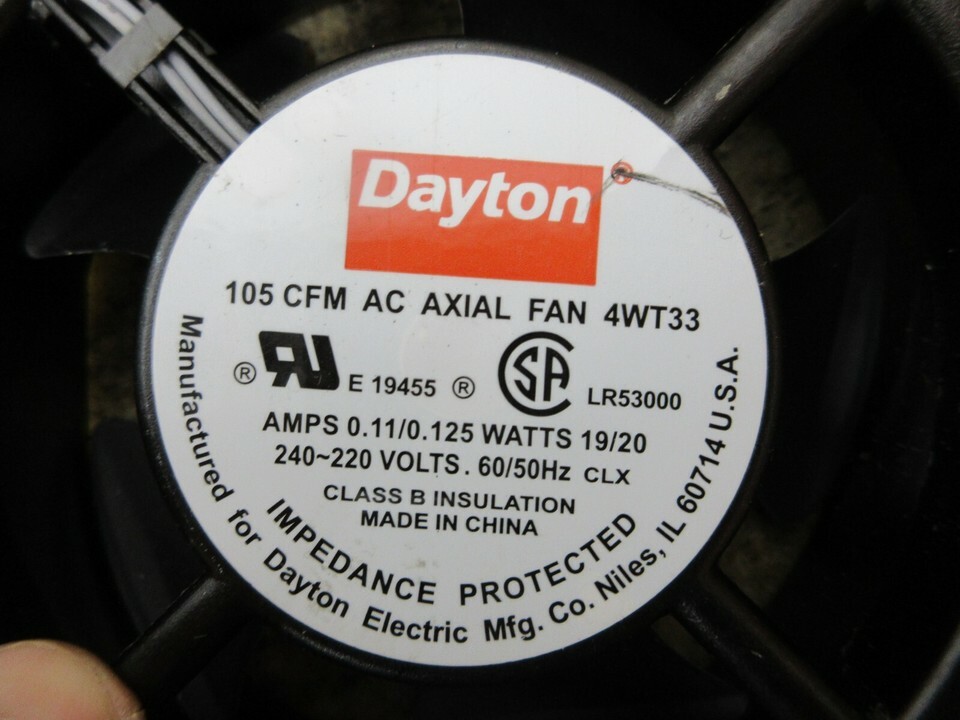 Dayton
105 CFM AC AXIAL FAN 4WT33
® RU E 19455 ® SA LR53000
AMPS 0.11/0.125 WATTS 19/20
240~220 VOLTS. 60/50Hz CLX
CLASS B INSULATION
MADE IN CHINA
IMPEDANCE PROTECTED
Manufactured for Dayton Electric Mfg. Co. Niles, IL 60714 U.S.A.